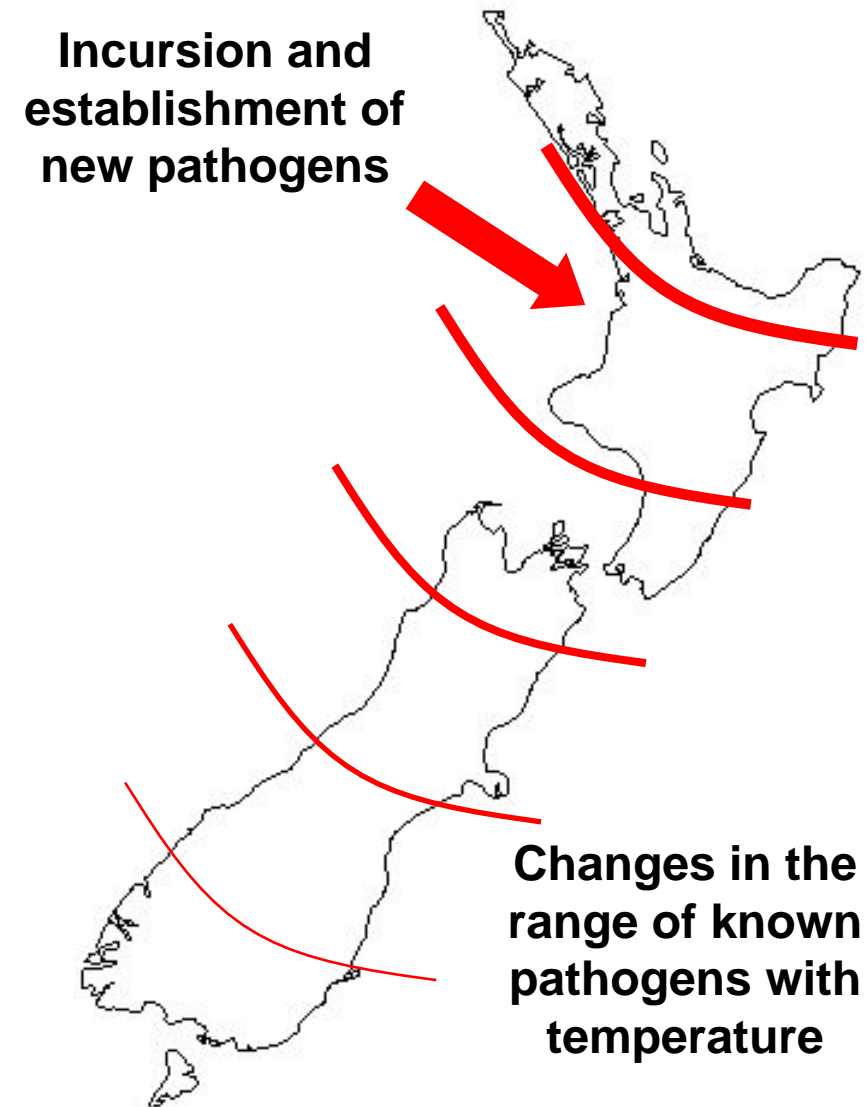 Incursion and
establishment of
new pathogens
Changes in the
range of known
pathogens with
temperature